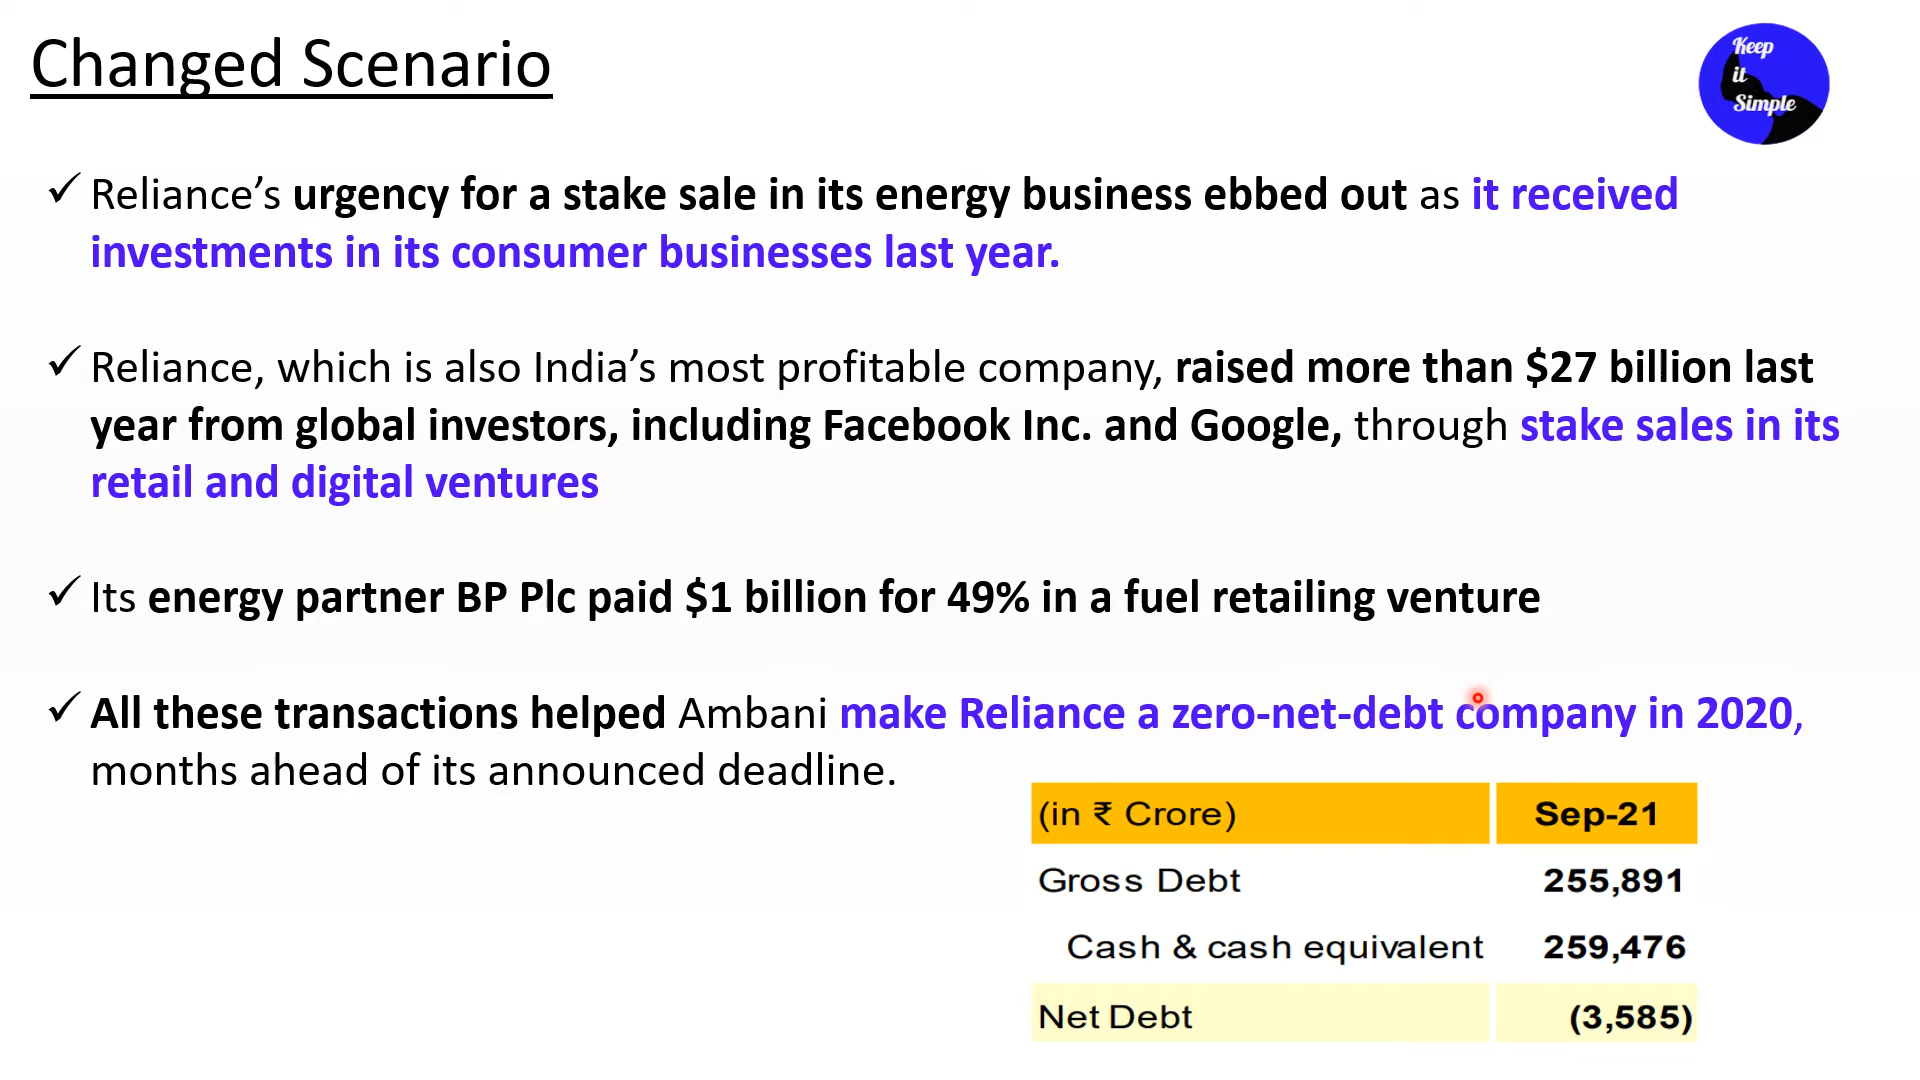 Changed Scenario
Keep
it
Simple
Reliance’s urgency for a stake sale in its energy business ebbed out as it received
investments in its consumer businesses last year.
Reliance, which is also India’s most profitable company, raised more than $27 billion last
year from global investors, including Facebook Inc. and Google, through stake sales in its
retail and digital ventures
Its energy partner BP Plc paid $1 billion for 49% in a fuel retailing venture
All these transactions helped Ambani make Reliance a zero-net-debt company in 2020,
months ahead of its announced deadline.
(in ₹ Crore) Sep-21
Gross Debt 255,891
Cash & cash equivalent 259,476
Net Debt (3,585)